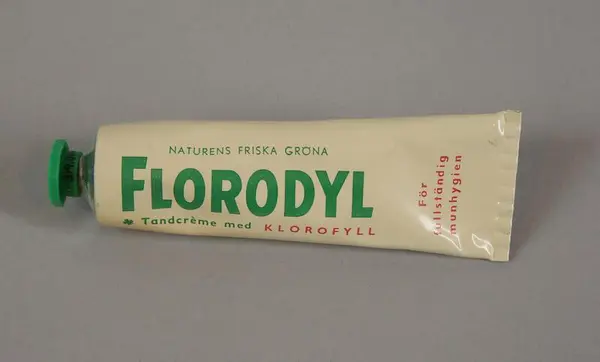 NATURENS FRISKA GRÖNA
FLORODYL
Tandcrème med KLOROFYLL
För
fullständig
munhygien